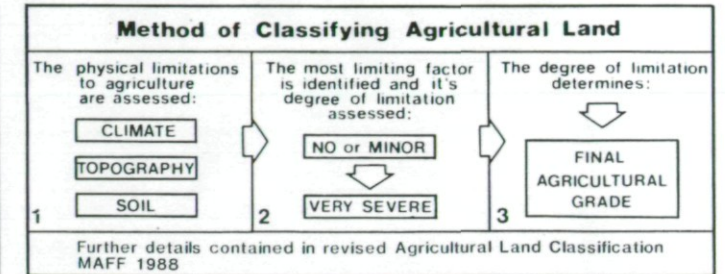 Method of Classifying Agricultural Land
The physical limitations
to agriculture
are assessed:
CLIMATE
TOPOGRAPHY
SOIL
1
The most limiting factor
is identified and it's
degree of limitation
assessed:
NO or MINOR
VERY SEVERE
2
The degree of limitation
determines:
FINAL
AGRICULTURAL
GRADE
3
Further details contained in revised Agricultural Land Classification
MAFF 1988